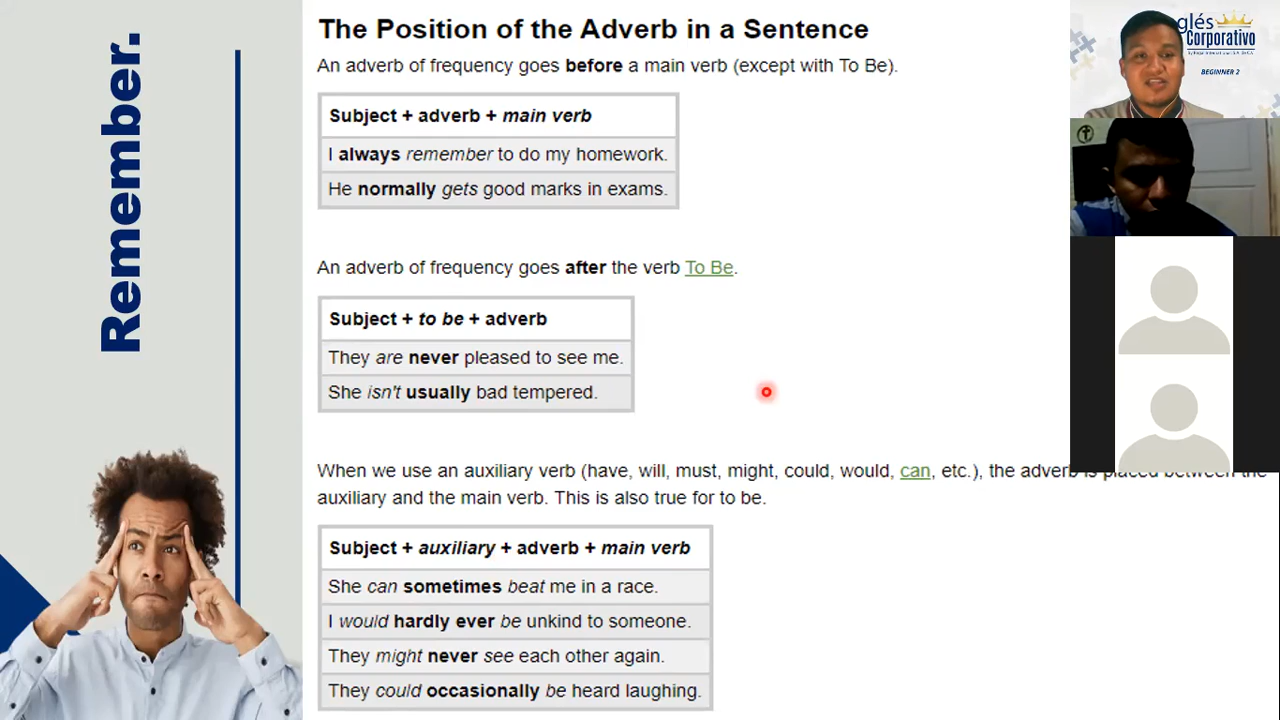 Remember.
The Position of the Adverb in a Sentence
An adverb of frequency goes before a main verb (except with To Be).
Subject + adverb + main verb
I always remember to do my homework.
He normally gets good marks in exams.
An adverb of frequency goes after the verb To Be.
Subject + to be + adverb
They are never pleased to see me.
She isn't usually bad tempered.
When we use an auxiliary verb (have, will, must, might, could, would, can, etc.), the adverb is placed between the
auxiliary and the main verb. This is also true for to be.
Subject + auxiliary + adverb + main verb
She can sometimes beat me in a race.
I would hardly ever be unkind to someone.
They might never see each other again.
They could occasionally be heard laughing.
glés
Corporativo
BEGINNER 2